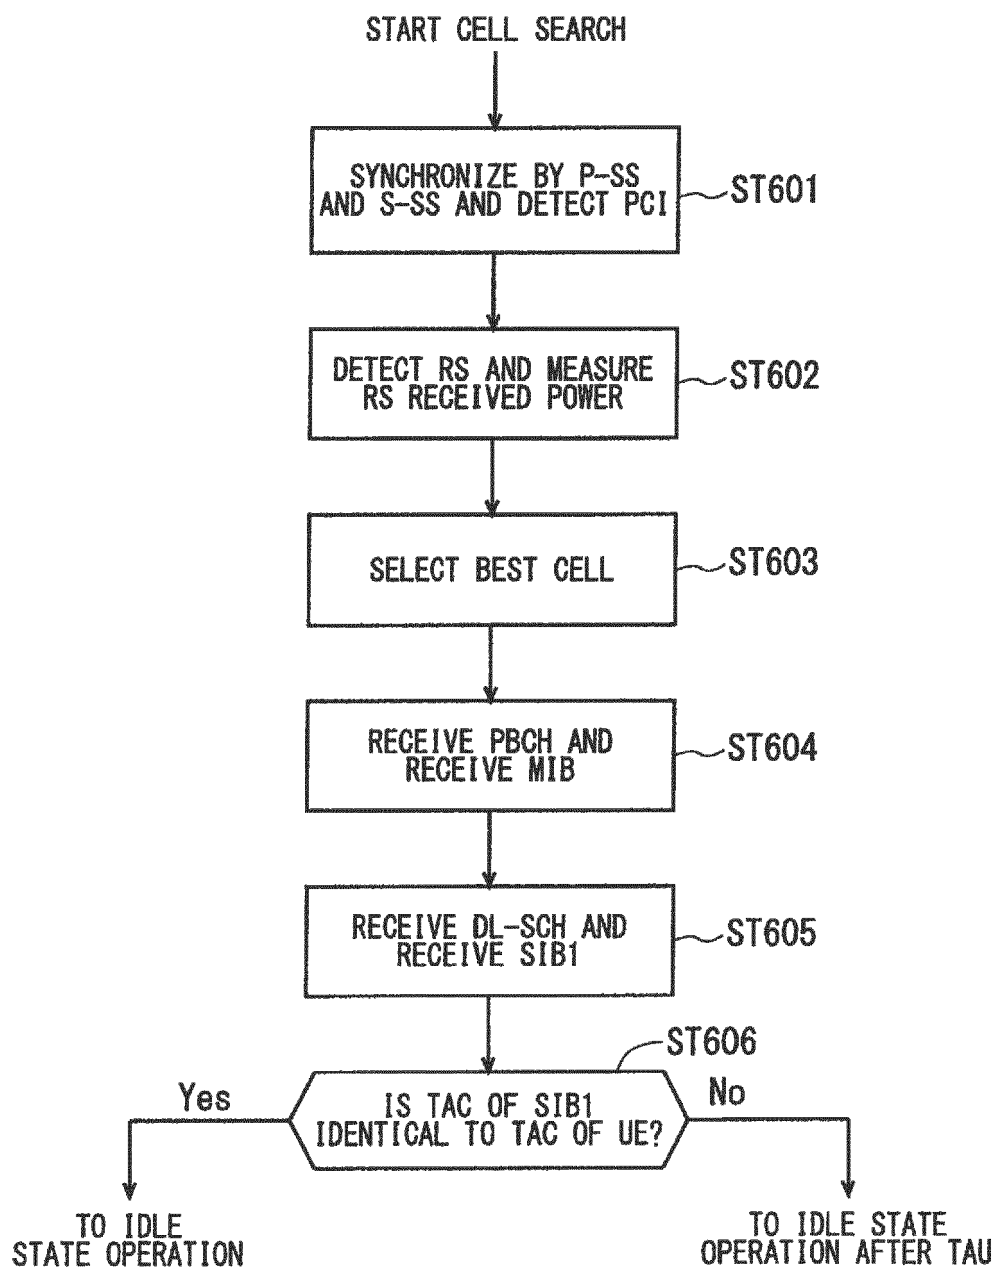 START CELL SEARCH
SYNCHRONIZE BY P-SS
AND S-SS AND DETECT PCI
ST601
DETECT RS AND MEASURE
RS RECEIVED POWER
ST602
SELECT BEST CELL
ST603
RECEIVE PBCH AND
RECEIVE MIB
ST604
RECEIVE DL-SCH AND
RECEIVE SIB1
ST605
ST606
Yes
No
IS TAC OF SIB1
IDENTICAL TO TAC OF UE?
TO IDLE
STATE OPERATION
TO IDLE STATE
OPERATION AFTER TAU